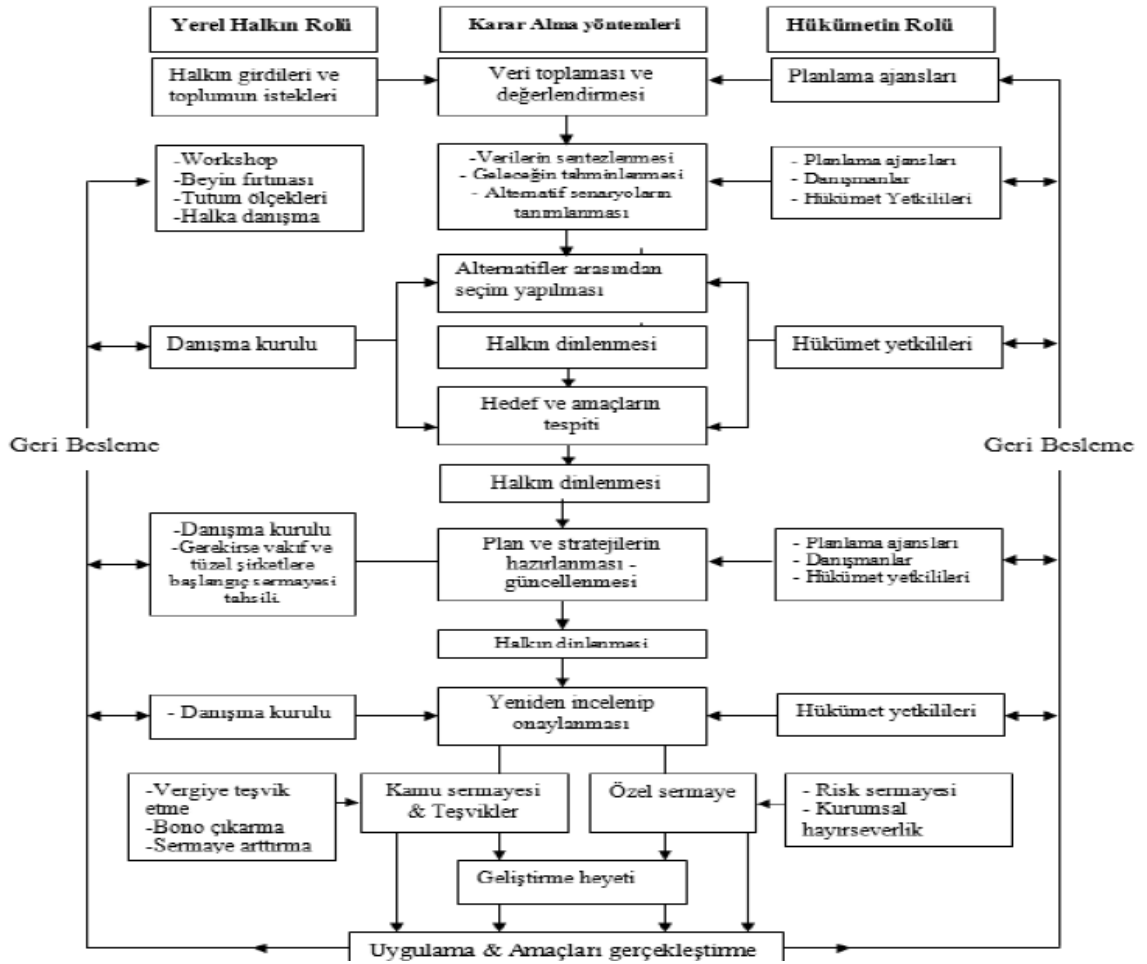 Yerel Halkın Rolü
Karar Alma yöntemleri
Hükümetin Rolü
Halkın girdileri ve
toplumun istekleri
Veri toplaması ve
değerlendirmesi
Planlama ajansları
-Workshop
-Beyin fırtınası
-Tutum ölçekleri
-Halka danışma
-Verilerin sentezlenmesi
- Geleceğin tahminlenmesi
- Alternatif senaryoların
tanımlanması
- Planlama ajansları
- Danışmanlar
- Hükümet Yetkilileri
Alternatifler arasından
seçim yapılması
Danışma kurulu
Halkın dinlenmesi
Hükümet yetkilileri
Hedef ve amaçların
tespiti
Geri Besleme
Geri Besleme
Halkın dinlenmesi
-Danışma kurulu
-Gerekirse vakıf ve
tüzel şirketlere
başlangıç sermayesi
tahsili.
Plan ve stratejilerin
hazırlanması -
güncellenmesi
- Planlama ajansları
- Danışmanlar
- Hükümet yetkilileri
Halkın dinlenmesi
- Danışma kurulu
Yeniden incelenip
onaylanması
Hükümet yetkilileri
-Vergiye teşvik
etme
-Bono çıkarma
-Sermaye arttırma
Kamu sermayesi
& Teşvikler
Özel sermaye
- Risk sermayesi
- Kurumsal
hayırseverlik
Geliştirme heyeti
Uygulama & Amaçları gerçekleştirme